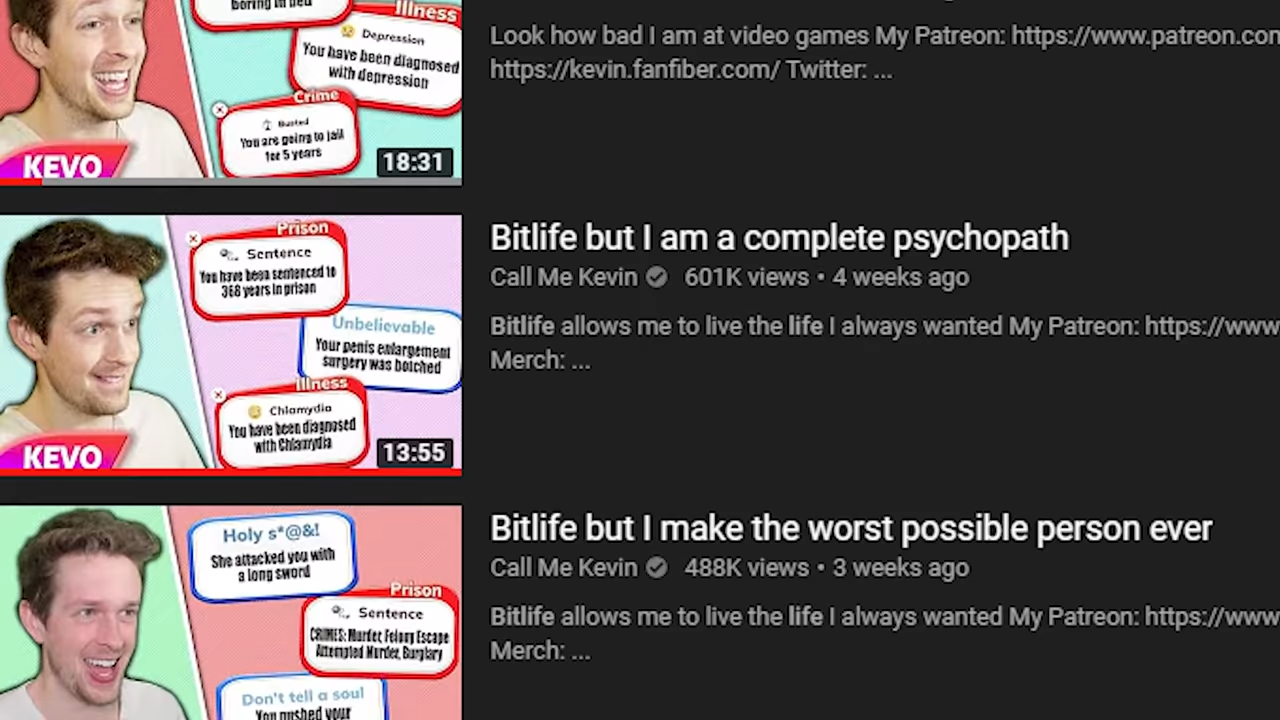 boring in bed
Illness
Depression
You have been diagnosed
with depression
Crime
Busted
You are going to jail
for 5 years
KEVO
18:31
Look how bad I am at video games My Patreon: https://www.patreon.con
https://kevin.fanfiber.com/ Twitter: ...
Prison
Sentence
You have been sentenced to
368 years in prison
Unbelievable
Your penis enlargement
surgery was botched
Illness
Chlamydia
You have been diagnosed
with Chlamydia
KEVO
13:55
Bitlife but I am a complete psychopath
Call Me Kevin 601K views • 4 weeks ago
Bitlife allows me to live the life I always wanted My Patreon: https://www
Merch: ...
Holy s*@&!
She attacked you with
a long sword
Prison
Sentence
CRIMES: Murder, Felony Escape
Attempted Murder, Burglary
Don't tell a soul
You pushed your
Bitlife but I make the worst possible person ever
Call Me Kevin 488K views • 3 weeks ago
Bitlife allows me to live the life I always wanted My Patreon: https://www
Merch: ...